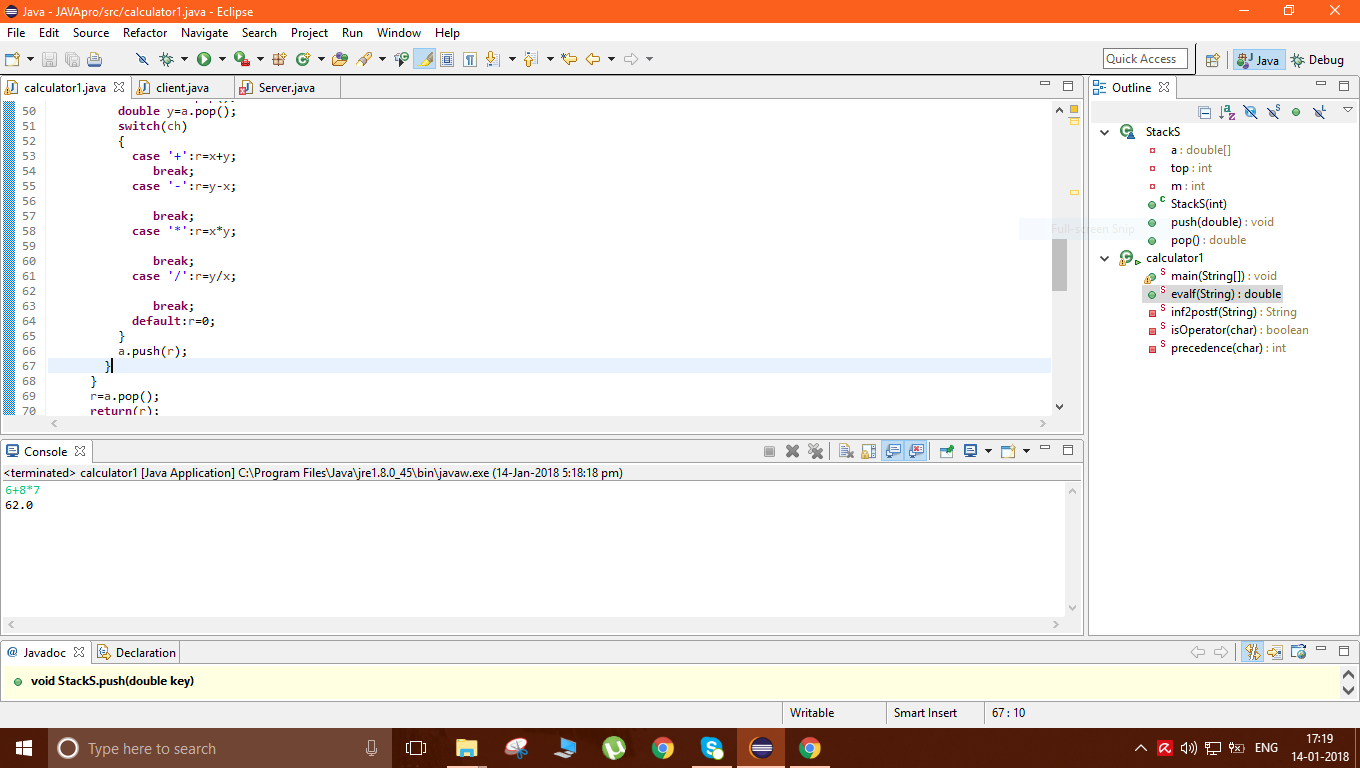 Java - JAVApro/src/calculator1.java - Eclipse
File Edit Source Refactor Navigate Search Project Run Window Help
Quick Access Java Debug
calculator1.java client.java Server.java
50 double y=a.pop();
51 switch(ch)
52 {
53 case '+':r=x+y;
54 break;
55 case '-':r=y-x;
56
57 break;
58 case '*':r=x*y;
59
60 break;
61 case '/':r=y/x;
62
63 break;
64 default:r=0;
65 }
66 a.push(r);
67 }
68 }
69 r=a.pop();
70 return(r);
Outline
StackS
a : double[]
top : int
m : int
StackS(int)
push(double) : void
Full-screen Snip
pop() : double
calculator1
main(String[]) : void
evalf(String) : double
inf2postf(String) : String
isOperator(char) : boolean
precedence(char) : int
Console
<terminated> calculator1 [Java Application] C:\Program Files\Java\jre1.8.0_45\bin\javaw.exe (14-Jan-2018 5:18:18 pm)
6+8*7
62.0
@ Javadoc Declaration
void StackS.push(double key)
Writable Smart Insert 67 : 10
Type here to search
ENG
17:19
14-01-2018